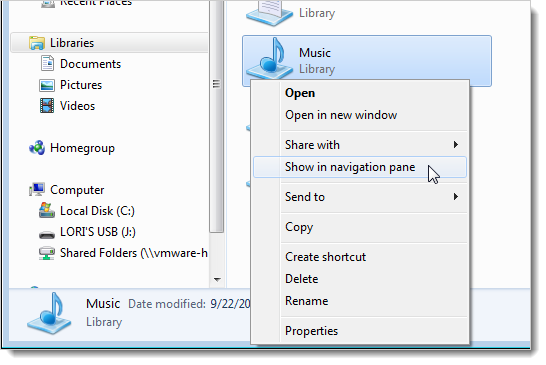 Recent Places
Libraries
Documents
Pictures
Videos
Homegroup
Computer
Local Disk (C:)
LORI'S USB (J:)
Shared Folders (\\vmware-h
Library
Music
Library
Open
Open in new window
Share with
Show in navigation pane
Send to
Copy
Create shortcut
Delete
Rename
Properties
Music Date modified: 9/22/20
Library